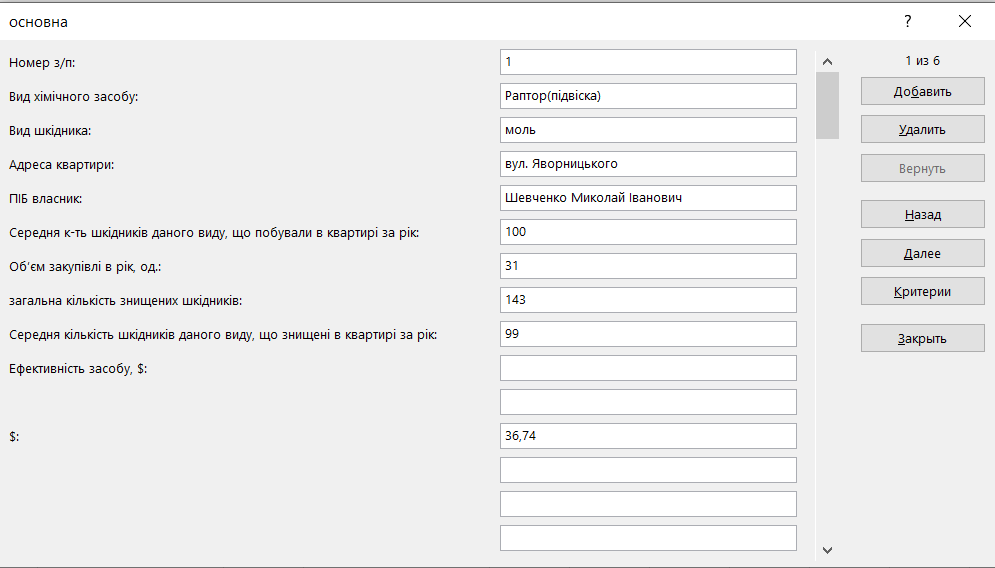 основна
? ×
Номер з/п: 1
1 из 6
Вид хімічного засобу: Раптор(підвіска)
Добавить
Вид шкідника: моль
Удалить
Адреса квартири: вул. Яворницького
Вернуть
ПІБ власник: Шевченко Миколай Іванович
Назад
Середня к-ть шкідників даного виду, що побували в квартирі за рік: 100
Далее
Об'єм закупівлі в рік, од.: 31
Критерии
загальна кількість знищених шкідників: 143
Середня кількість шкідників даного виду, що знищені в квартирі за рік: 99
Закрыть
Ефективність засобу, $:
$: 36,74